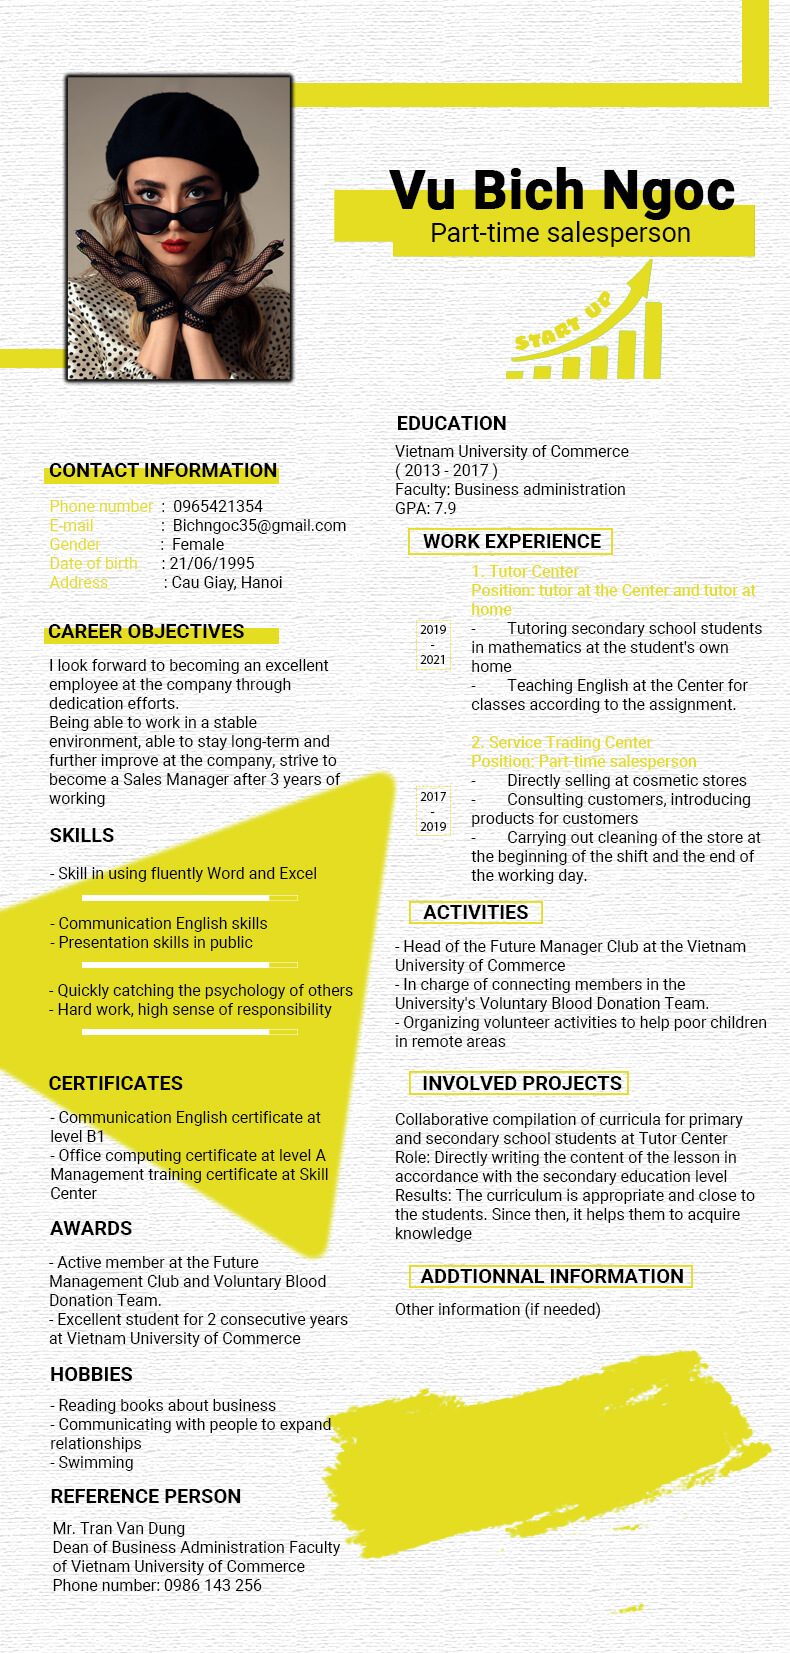 Vu Bich Ngoc
Part-time salesperson
START UP
CONTACT INFORMATION
Phone number : 0965421354
E-mail : Bichngoc35@gmail.com
Gender : Female
Date of birth : 21/06/1995
Address : Cau Giay, Hanoi
CAREER OBJECTIVES
I look forward to becoming an excellent
employee at the company through
dedication efforts.
Being able to work in a stable
environment, able to stay long-term and
further improve at the company, strive to
become a Sales Manager after 3 years of
working
SKILLS
- Skill in using fluently Word and Excel
- Communication English skills
- Presentation skills in public
- Quickly catching the psychology of others
- Hard work, high sense of responsibility
CERTIFICATES
- Communication English certificate at
level B1
- Office computing certificate at level A
Management training certificate at Skill
Center
AWARDS
- Active member at the Future
Management Club and Voluntary Blood
Donation Team.
- Excellent student for 2 consecutive years
at Vietnam University of Commerce
HOBBIES
- Reading books about business
- Communicating with people to expand
relationships
- Swimming
REFERENCE PERSON
Mr. Tran Van Dung
Dean of Business Administration Faculty
of Vietnam University of Commerce
Phone number: 0986 143 256
EDUCATION
Vietnam University of Commerce
( 2013 - 2017 )
Faculty: Business administration
GPA: 7.9
WORK EXPERIENCE
2019
-
2021
1. Tutor Center
Position: tutor at the Center and tutor at
home
- Tutoring secondary school students
in mathematics at the student's own
home
- Teaching English at the Center for
classes according to the assignment.
2017
-
2019
2. Service Trading Center
Position: Part-time salesperson
- Directly selling at cosmetic stores
- Consulting customers, introducing
products for customers
- Carrying out cleaning of the store at
the beginning of the shift and the end of
the working day.
ACTIVITIES
- Head of the Future Manager Club at the Vietnam
University of Commerce
- In charge of connecting members in the
University's Voluntary Blood Donation Team.
- Organizing volunteer activities to help poor children
in remote areas
INVOLVED PROJECTS
Collaborative compilation of curricula for primary
and secondary school students at Tutor Center
Role: Directly writing the content of the lesson in
accordance with the secondary education level
Results: The curriculum is appropriate and close to
the students. Since then, it helps them to acquire
knowledge
ADDTIONNAL INFORMATION
Other information (if needed)